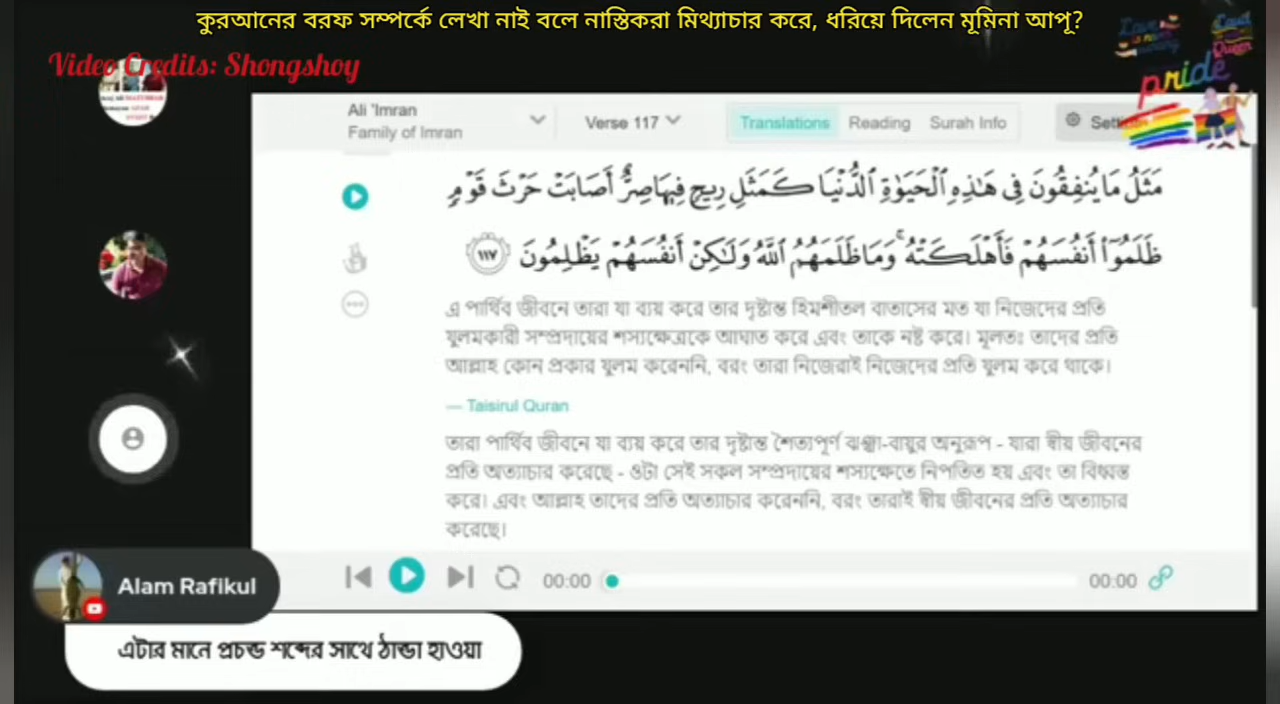 কুরআনের বরফ সম্পর্কে লেখা নাই বলে নাস্তিকরা মিথ্যাচার করে, ধরিয়ে দিলেন মূমিনা আপু?
Video Credits: Shongshoy
pride
Ali 'Imran
Family of Imran
Verse 117
Translations Reading Surah Info
مَثَلُ مَا يُنفِقُونَ فِى هَـٰذِهِ ٱلْحَيَوٰةِ ٱلدُّنْيَا كَمَثَلِ رِيحٍ فِيهَا صِرٌّ أَصَابَتْ حَرْثَ قَوْمٍ
ظَلَمُوٓا۟ أَنفُسَهُمْ فَأَهْلَكَتْهُ ۚ وَمَا ظَلَمَهُمُ ٱللَّهُ وَلَـٰكِنْ أَنفُسَهُمْ يَظْلِمُونَ ١١٧
এ পার্থিব জীবনে তারা যা ব্যয় করে তার দৃষ্টান্ত হিমশীতল বাতাসের মত যা নিজেদের প্রতি
যুলমকারী সম্প্রদায়ের শস্যক্ষেত্রকে আঘাত করে এবং তাকে নষ্ট করে। মূলতঃ তাদের প্রতি
আল্লাহ কোন প্রকার যুলম করেননি, বরং তারা নিজেরাই নিজেদের প্রতি যুলম করে থাকে।
— Taisirul Quran
তারা পার্থিব জীবনে যা ব্যয় করে তার দৃষ্টান্ত শৈত্যপূর্ণ ঝঞ্ঝা-বায়ুর অনুরূপ - যারা স্বীয় জীবনের
প্রতি অত্যাচার করেছে - ওটা সেই সকল সম্প্রদায়ের শস্যক্ষেতে নিপতিত হয় এবং তা বিধ্বস্ত
করে। এবং আল্লাহ তাদের প্রতি অত্যাচার করেননি, বরং তারাই স্বীয় জীবনের প্রতি অত্যাচার
করেছে।
00:00 00:00
Alam Rafikul
এটার মানে প্রচন্ড শব্দের সাথে ঠান্ডা হাওয়া